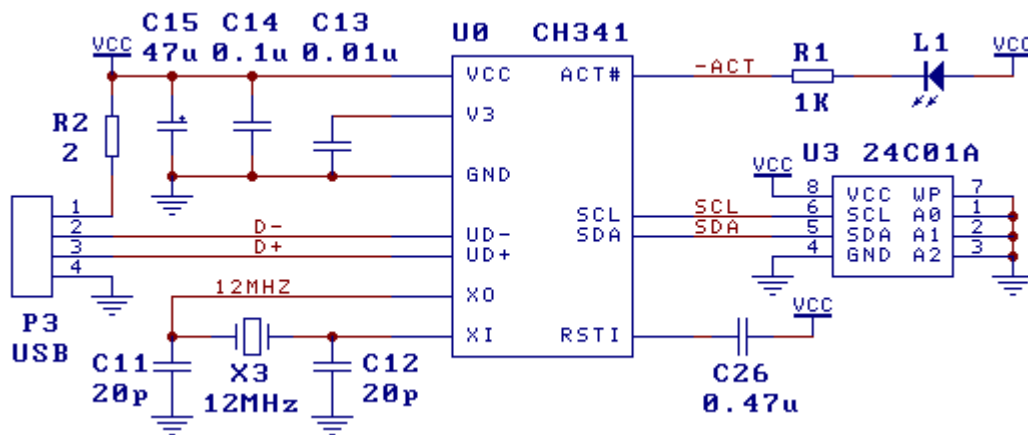 C15 C14 C13
47u 0.1u 0.01u
VCC
R2
2
1
2
3
4
P3
USB
D-
D+
12MHZ
C11
20p
X3
12MHz
C12
20p
U0 CH341
VCC
V3
GND
UD-
UD+
XO
XI
ACT#
SCL
SDA
RSTI
-ACT
R1
1K
L1
VCC
U3 24C01A
VCC
SCL
SDA
8
6
5
4
VCC WP
SCL A0
SDA A1
GND A2
7
1
2
3
VCC
C26
0.47u